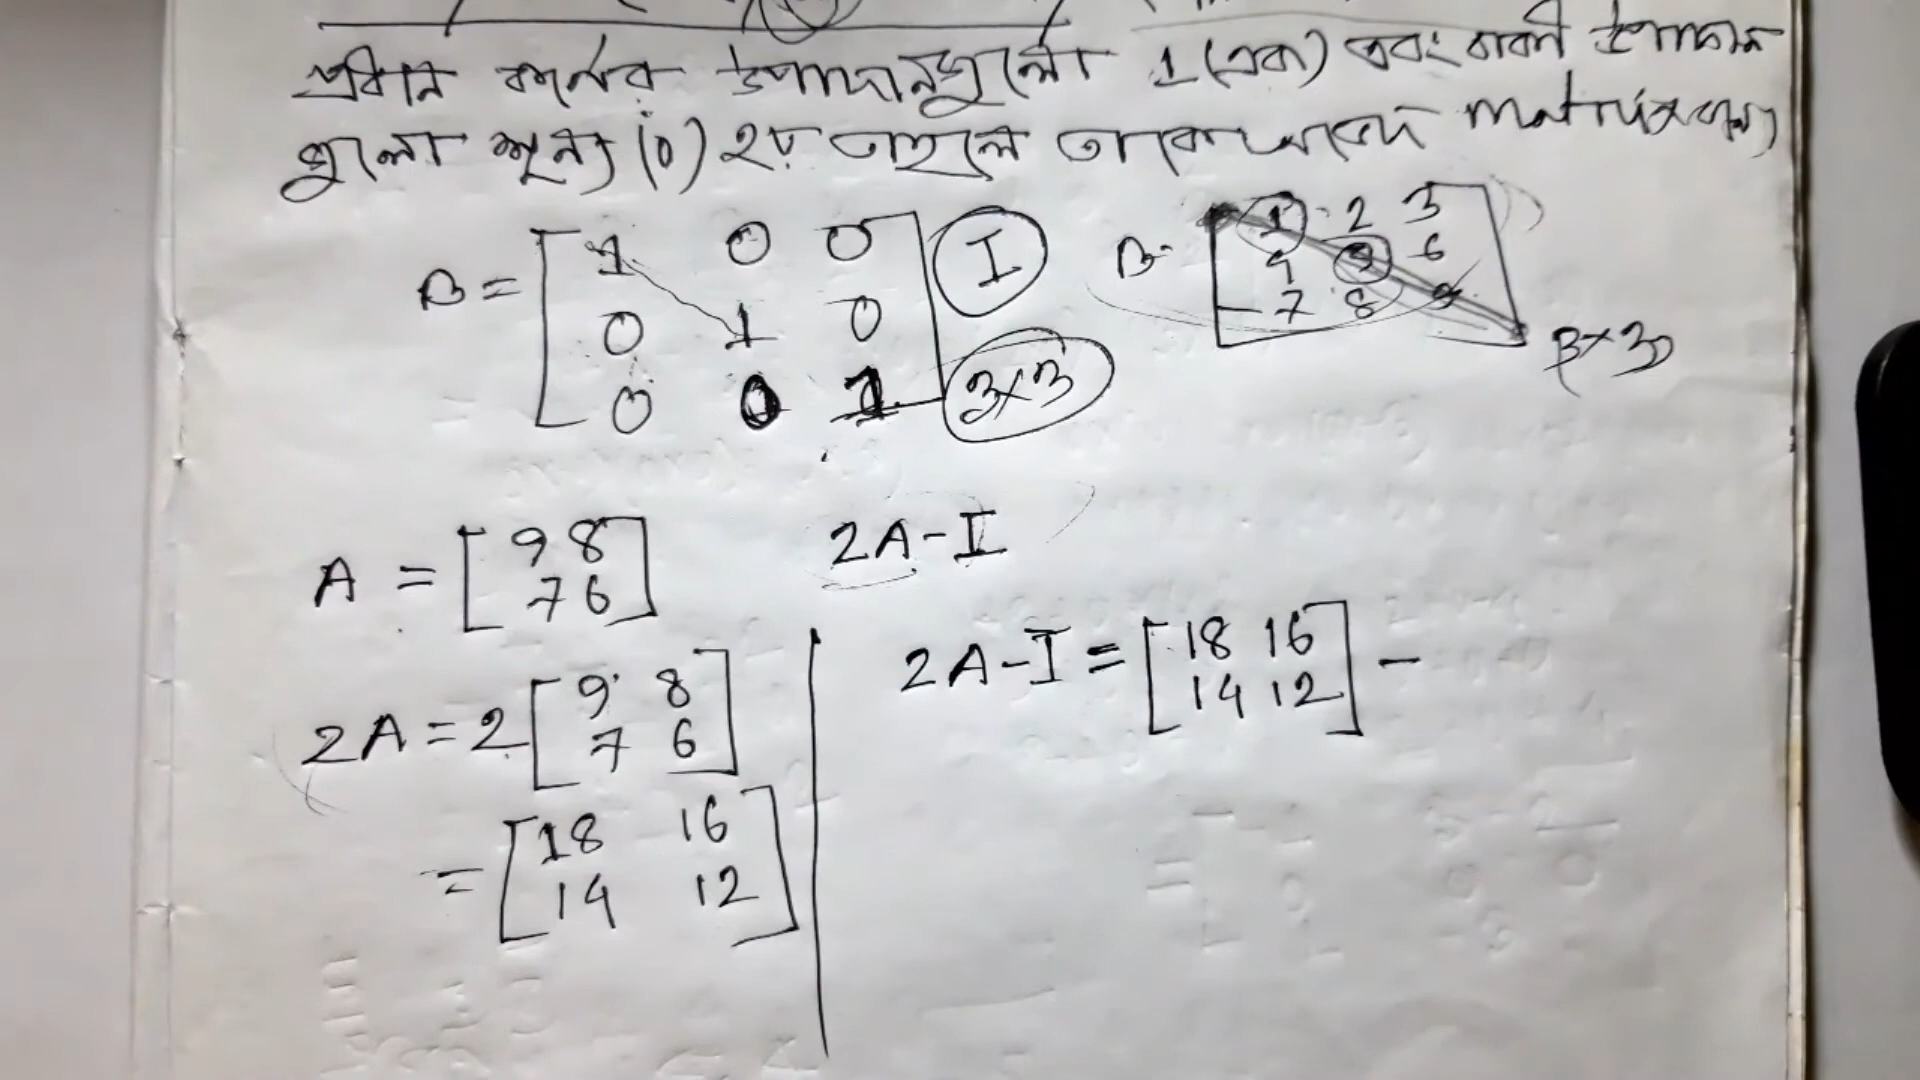 প্রধান কর্ণের উপাদানগুলো 1 (এক) এবং বাকী উপাদান
গুলো শূন্য (0) হয় তাহলে তাকে অভেদ matrix বলে
B = [1 0 0
0 1 0
0 0 1] 3×3
I
B = [1 2 3
4 5 6
7 8 9] 3×3
A = [9 8
7 6]
2A - I
2A = 2 [9 8
7 6]
= [18 16
14 12]
2A - I = [18 16
14 12] -